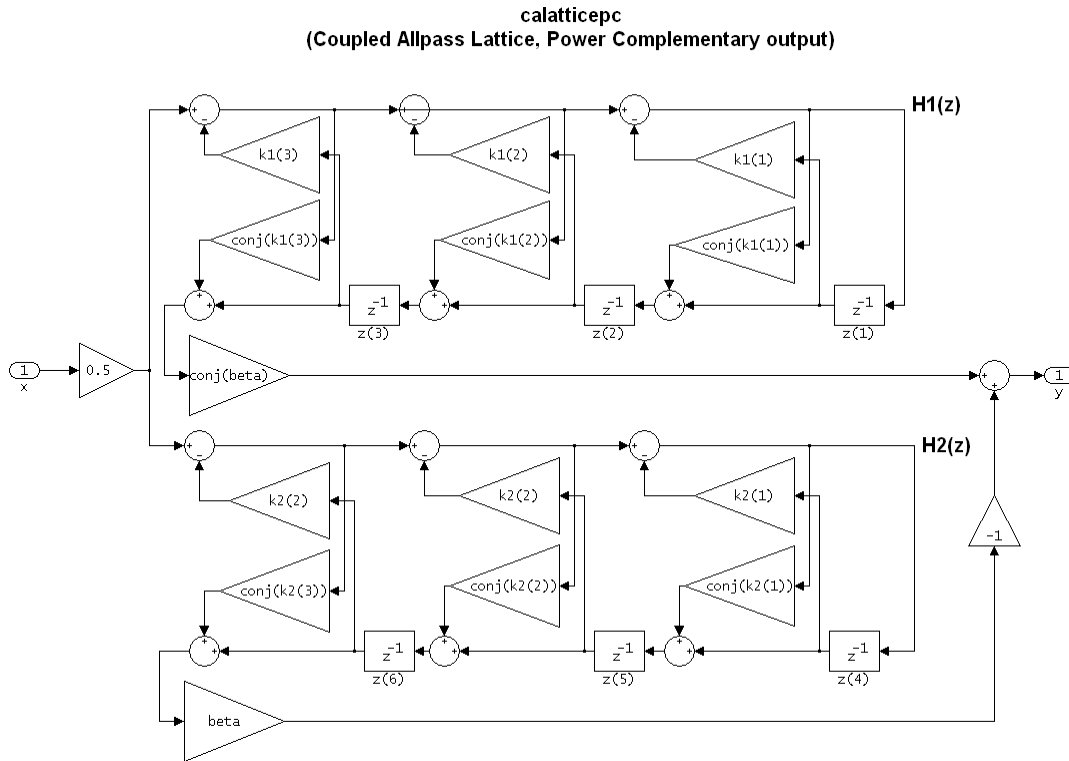 calatticepc
(Coupled Allpass Lattice, Power Complementary output)
H1(z)
k1(3)
k1(2)
k1(1)
conj(k1(3))
conj(k1(2))
conj(k1(1))
z-1
z(3)
z-1
z(2)
z-1
z(1)
1
x
0.5
conj(beta)
1
y
H2(z)
k2(2)
k2(2)
k2(1)
-1
conj(k2(3))
conj(k2(2))
conj(k2(1))
z-1
z(6)
z-1
z(5)
z-1
z(4)
beta